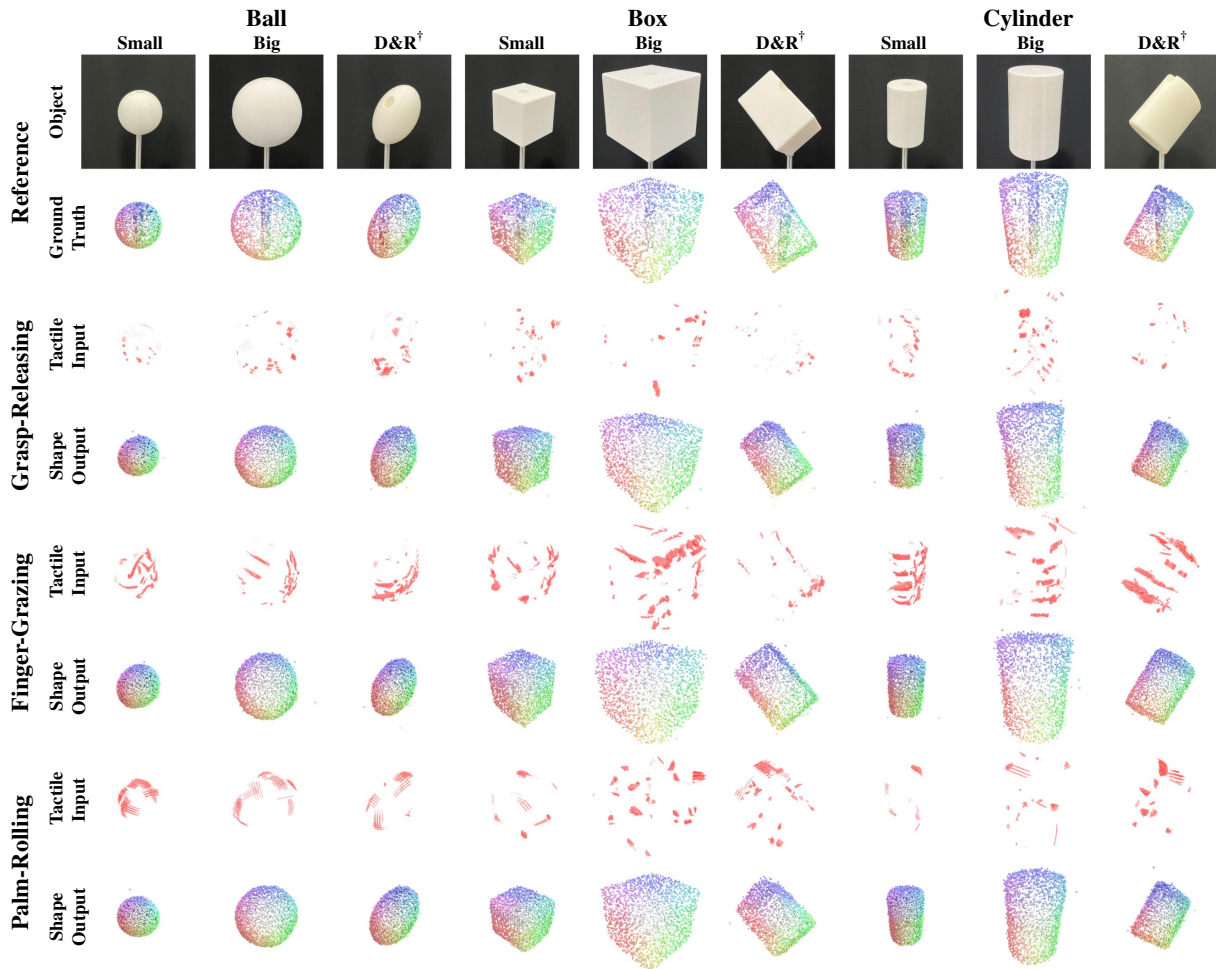 Ball Box Cylinder
Small Big D&R† Small Big D&R† Small Big D&R†
Reference
Object
Ground
Truth
Grasp-Releasing
Tactile
Input
Shape
Output
Finger-Grazing
Tactile
Input
Shape
Output
Palm-Rolling
Tactile
Input
Shape
Output